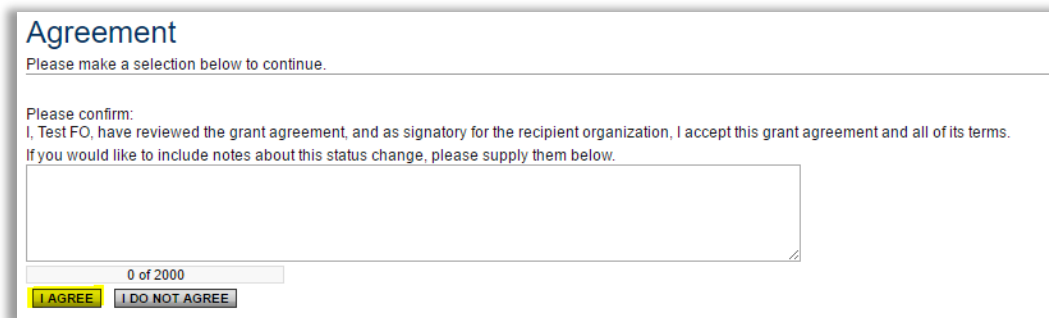 Agreement
Please make a selection below to continue.
Please confirm:
I, Test FO, have reviewed the grant agreement, and as signatory for the recipient organization, I accept this grant agreement and all of its terms.
If you would like to include notes about this status change, please supply them below.
0 of 2000
I AGREE I DO NOT AGREE